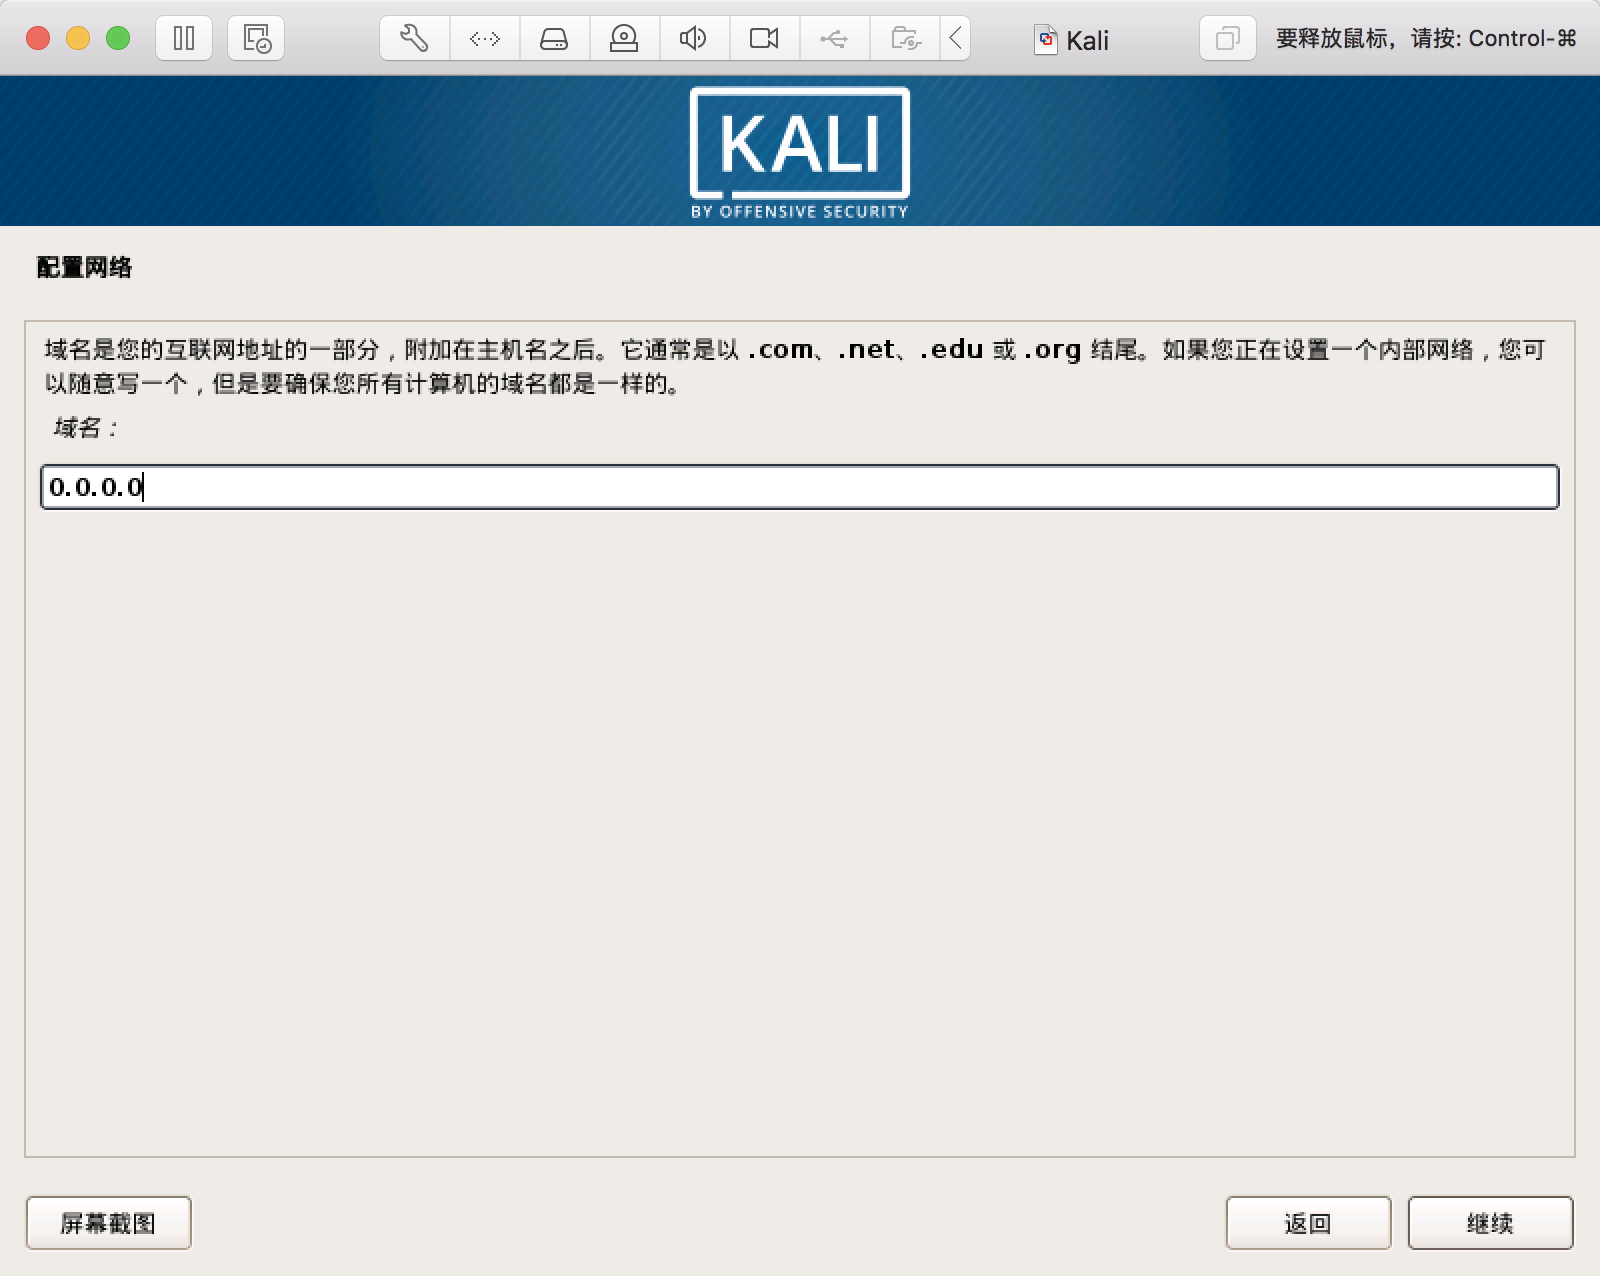 Kali
要释放鼠标，请按: Control-⌘
KALI
BY OFFENSIVE SECURITY
配置网络
域名是您的互联网地址的一部分，附加在主机名之后。它通常是以 .com、.net、.edu 或 .org 结尾。如果您正在设置一个内部网络，您可
以随意写一个，但是要确保您所有计算机的域名都是一样的。
域名：
0.0.0.0
屏幕截图
返回
继续